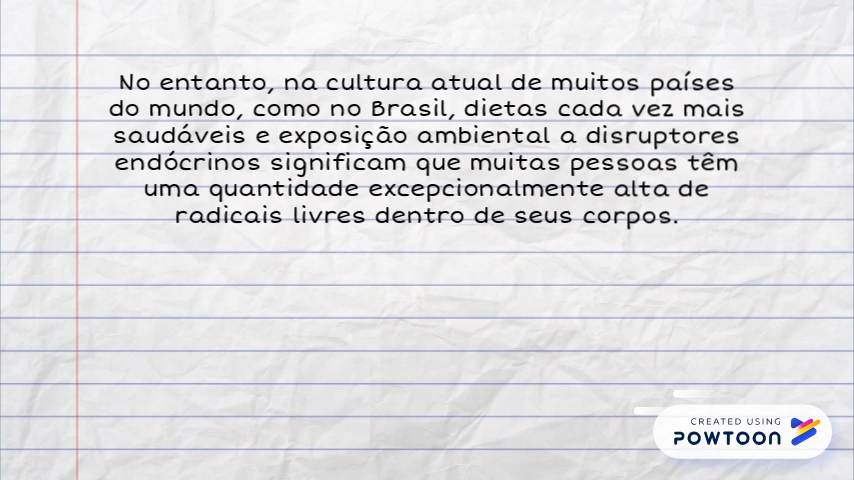 No entanto, na cultura atual de muitos países
do mundo, como no Brasil, dietas cada vez mais
saudáveis e exposição ambiental a disruptores
endócrinos significam que muitas pessoas têm
uma quantidade excepcionalmente alta de
radicais livres dentro de seus corpos.
CREATED USING
POWTOON